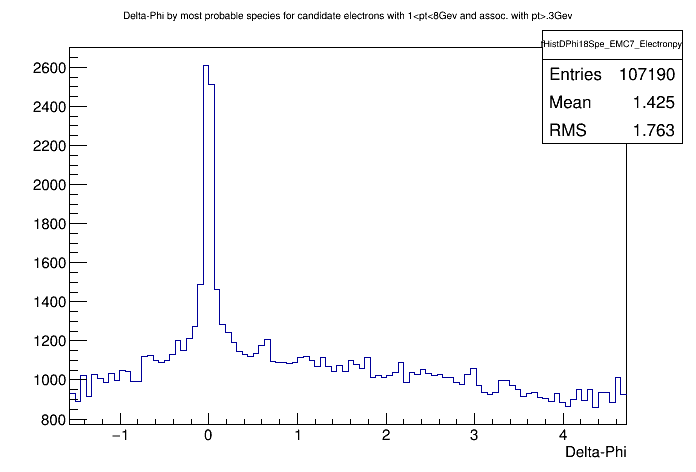 Delta-Phi by most probable species for candidate electrons with 1<pt<8Gev and assoc. with pt>.3Gev
fHistDPhi18Spe_EMC7_Electronpy
Entries 107190
Mean 1.425
RMS 1.763
2600
2400
2200
2000
1800
1600
1400
1200
1000
800
−1 0 1 2 3 4
Delta-Phi